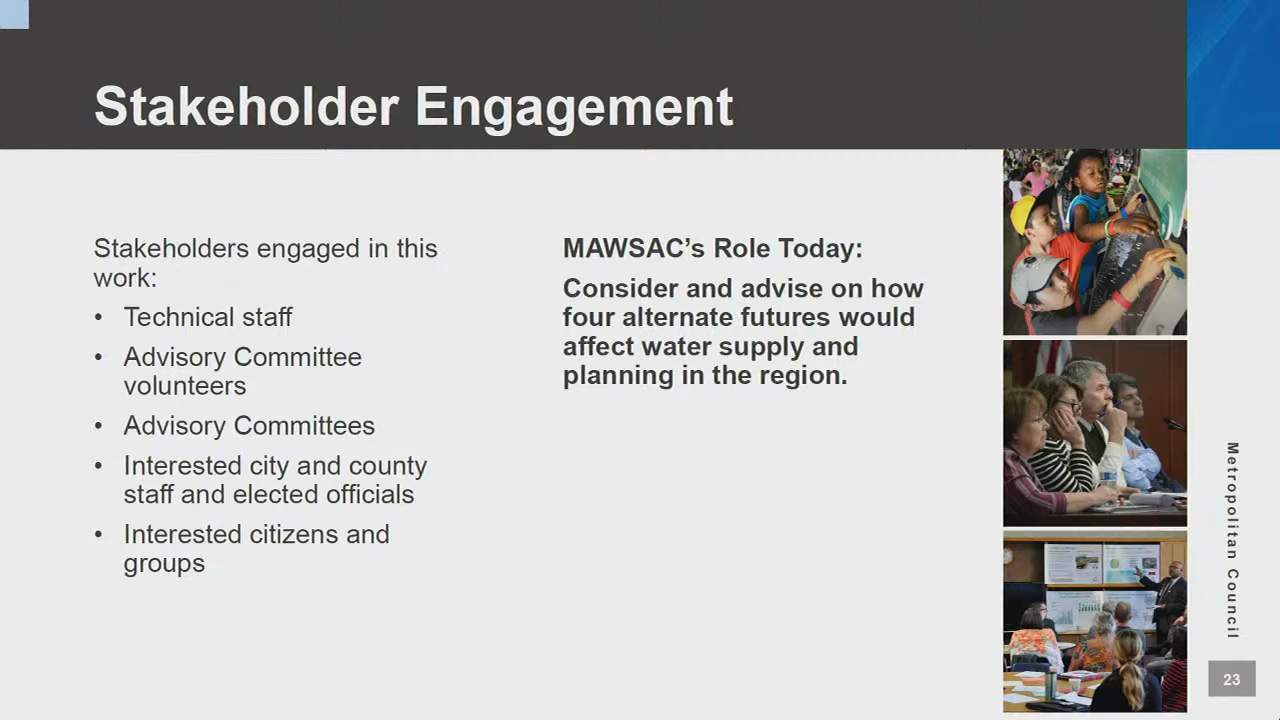 Stakeholder Engagement
Stakeholders engaged in this
work:
• Technical staff
• Advisory Committee
volunteers
• Advisory Committees
• Interested city and county
staff and elected officials
• Interested citizens and
groups
MAWSAC’s Role Today:
Consider and advise on how
four alternate futures would
affect water supply and
planning in the region.
Metropolitan Council
23